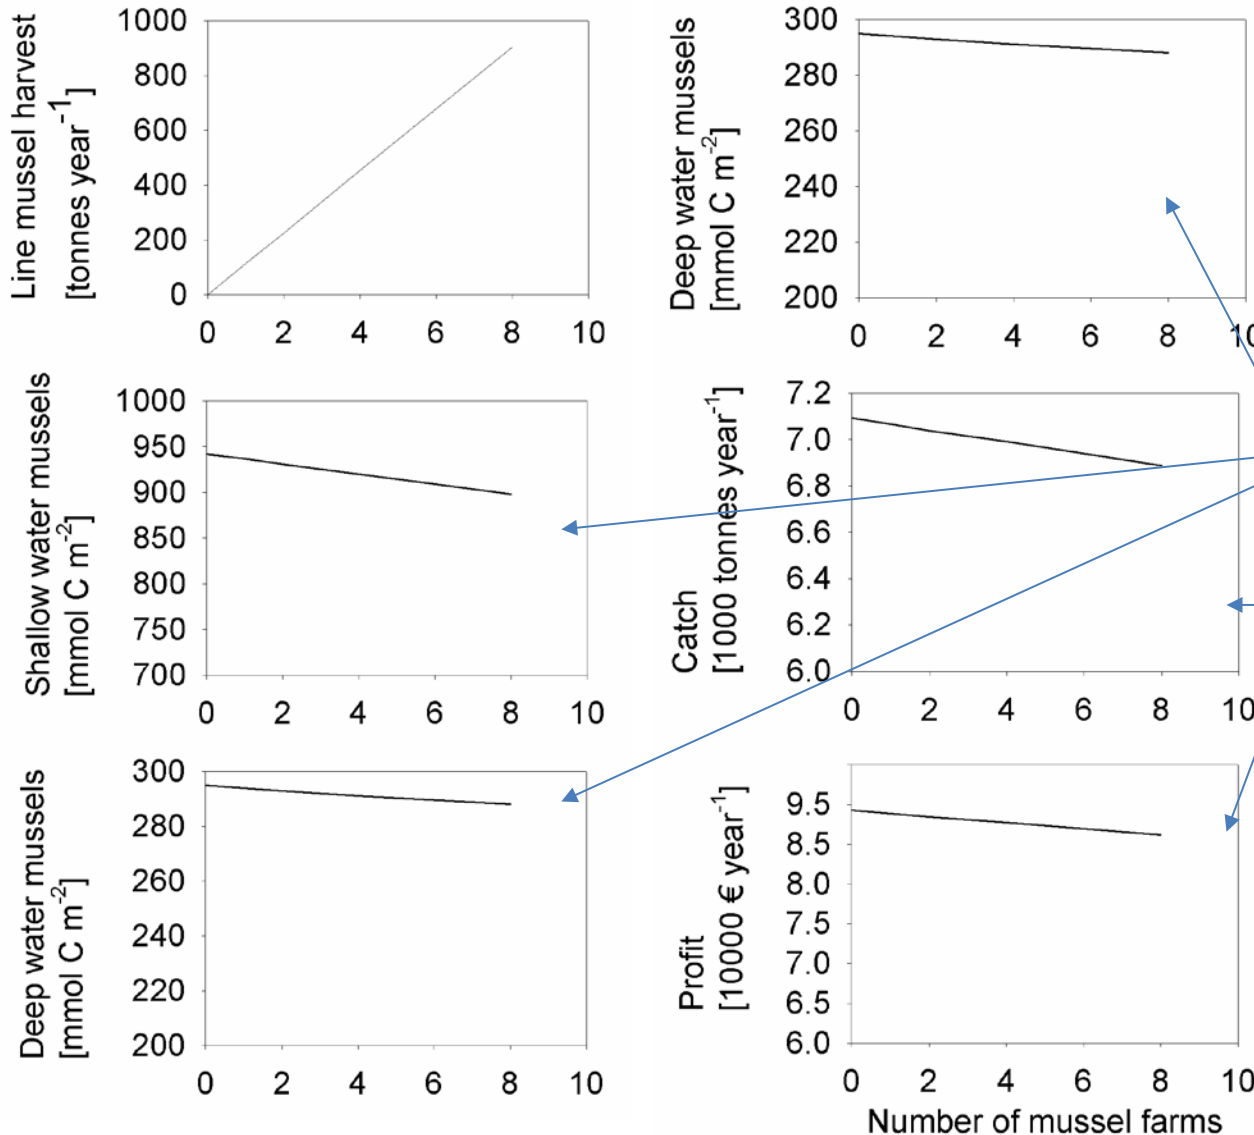 Line mussel harvest
[tonnes year-1]
1000
800
600
400
200
0
0 2 4 6 8 10
Deep water mussels
[mmol C m-2]
300
280
260
240
220
200
0 2 4 6 8 10
Shallow water mussels
[mmol C m-2]
1000
950
900
850
800
750
700
0 2 4 6 8 10
Catch
[1000 tonnes year-1]
7.2
7.0
6.8
6.6
6.4
6.2
6.0
0 2 4 6 8 10
Deep water mussels
[mmol C m-2]
300
280
260
240
220
200
0 2 4 6 8 10
Profit
[10000 € year-1]
9.5
8.5
8.0
7.5
7.0
6.5
6.0
0 2 4 6 8 10
Number of mussel farms